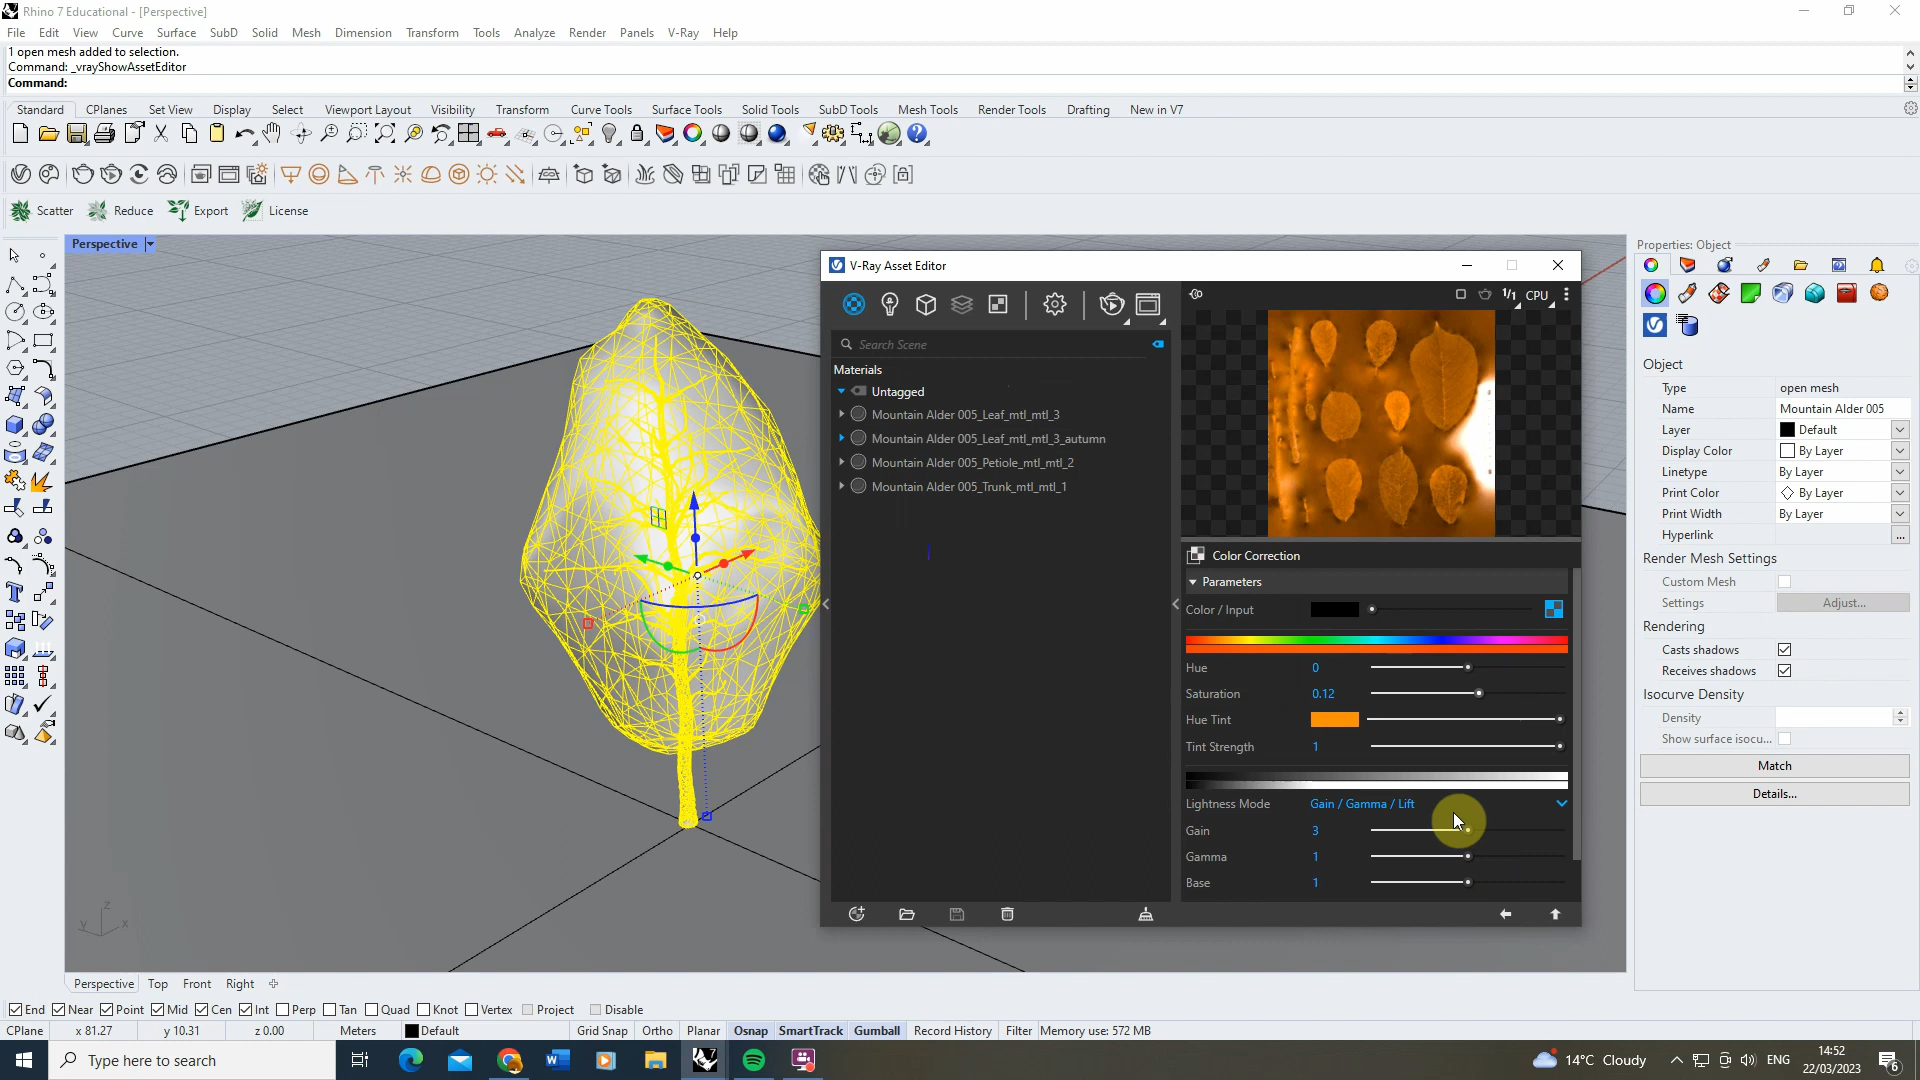 Rhino 7 Educational - [Perspective]
File Edit View Curve Surface SubD Solid Mesh Dimension Transform Tools Analyze Render Panels V-Ray Help
1 open mesh added to selection.
Command: _vrayShowAssetEditor
Command:
Standard CPlanes Set View Display Select Viewport Layout Visibility Transform Curve Tools Surface Tools Solid Tools SubD Tools Mesh Tools Render Tools Drafting New in V7
Scatter Reduce Export License
Perspective
Properties: Object
V-Ray Asset Editor
1/1 CPU
Search Scene
Materials
Untagged
Mountain Alder 005_Leaf_mtl_mtl_3
Mountain Alder 005_Leaf_mtl_mtl_3_autumn
Mountain Alder 005_Petiole_mtl_mtl_2
Mountain Alder 005_Trunk_mtl_mtl_1
Color Correction
Parameters
Color / Input
Hue 0
Saturation 0.12
Hue Tint
Tint Strength 1
Lightness Mode Gain / Gamma / Lift
Gain 3
Gamma 1
Base 1
Object
Type open mesh
Name Mountain Alder 005
Layer Default
Display Color By Layer
Linetype By Layer
Print Color By Layer
Print Width By Layer
Hyperlink ...
Render Mesh Settings
Custom Mesh
Settings Adjust...
Rendering
Casts shadows
Receives shadows
Isocurve Density
Density
Show surface isocu...
Match
Details...
z
y x
Perspective Top Front Right
End Near Point Mid Cen Int Perp Tan Quad Knot Vertex Project Disable
CPlane x 81.27 y 10.31 z 0.00 Meters Default Grid Snap Ortho Planar Osnap SmartTrack Gumball Record History Filter Memory use: 572 MB
Type here to search
14°C Cloudy
ENG
14:52
22/03/2023
6